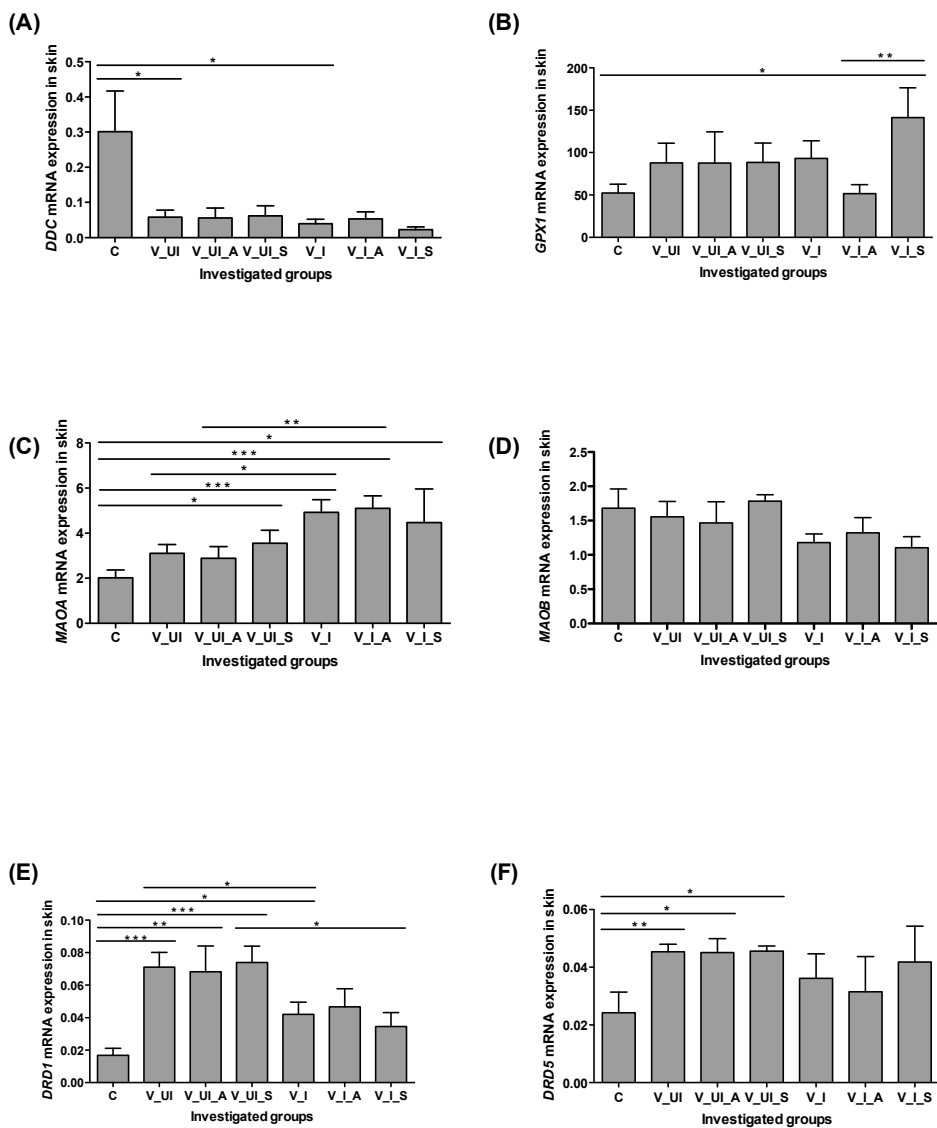 (A)
DDC mRNA expression in skin
0.5
0.4
0.3
0.2
0.1
0.0
*
*
C V_UI V_UI_A V_UI_S V_I V_I_A V_I_S
Investigated groups
(B)
GPX1 mRNA expression in skin
200
150
100
50
0
* *
*
C V_UI V_UI_A V_UI_S V_I V_I_A V_I_S
Investigated groups
(C)
MAOA mRNA expression in skin
8
6
4
2
0
* *
*
* * *
*
* * *
*
C V_UI V_UI_A V_UI_S V_I V_I_A V_I_S
Investigated groups
(D)
MAOB mRNA expression in skin
2.5
2.0
1.5
1.0
0.5
0.0
C V_UI V_UI_A V_UI_S V_I V_I_A V_I_S
Investigated groups
(E)
DRD1 mRNA expression in skin
0.10
0.08
0.06
0.04
0.02
0.00
*
*
* * *
* * *
* * *
C V_UI V_UI_A V_UI_S V_I V_I_A V_I_S
Investigated groups
(F)
DRD5 mRNA expression in skin
0.06
0.04
0.02
0.00
*
*
* *
C V_UI V_UI_A V_UI_S V_I V_I_A V_I_S
Investigated groups